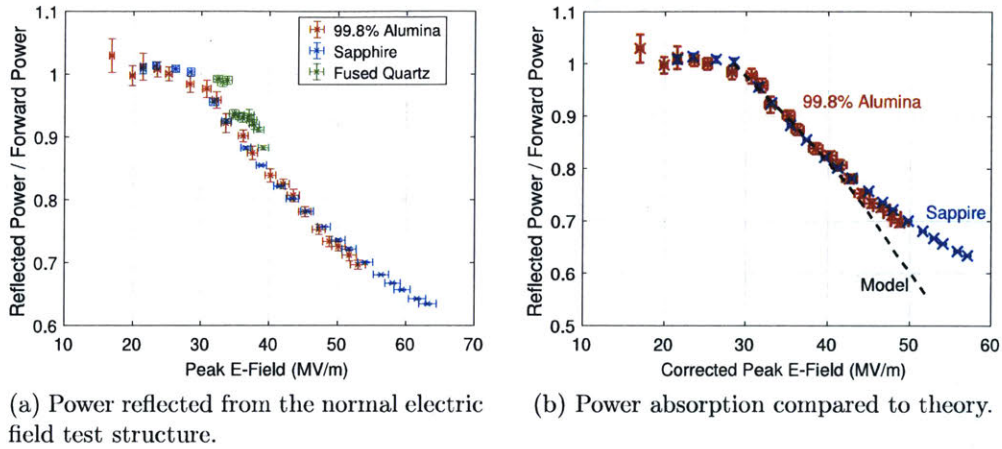 1.1
1
0.9
0.8
0.7
0.6
10
20
30
40
50
60
70
Reflected Power / Forward Power
Peak E-Field (MV/m)
99.8% Alumina
Sapphire
Fused Quartz
(a) Power reflected from the normal electric
field test structure.
1.1
1
0.9
0.8
0.7
0.6
0.5
10
20
30
40
50
60
Reflected Power / Forward Power
Corrected Peak E-Field (MV/m)
99.8% Alumina
Sappire
Model
(b) Power absorption compared to theory.